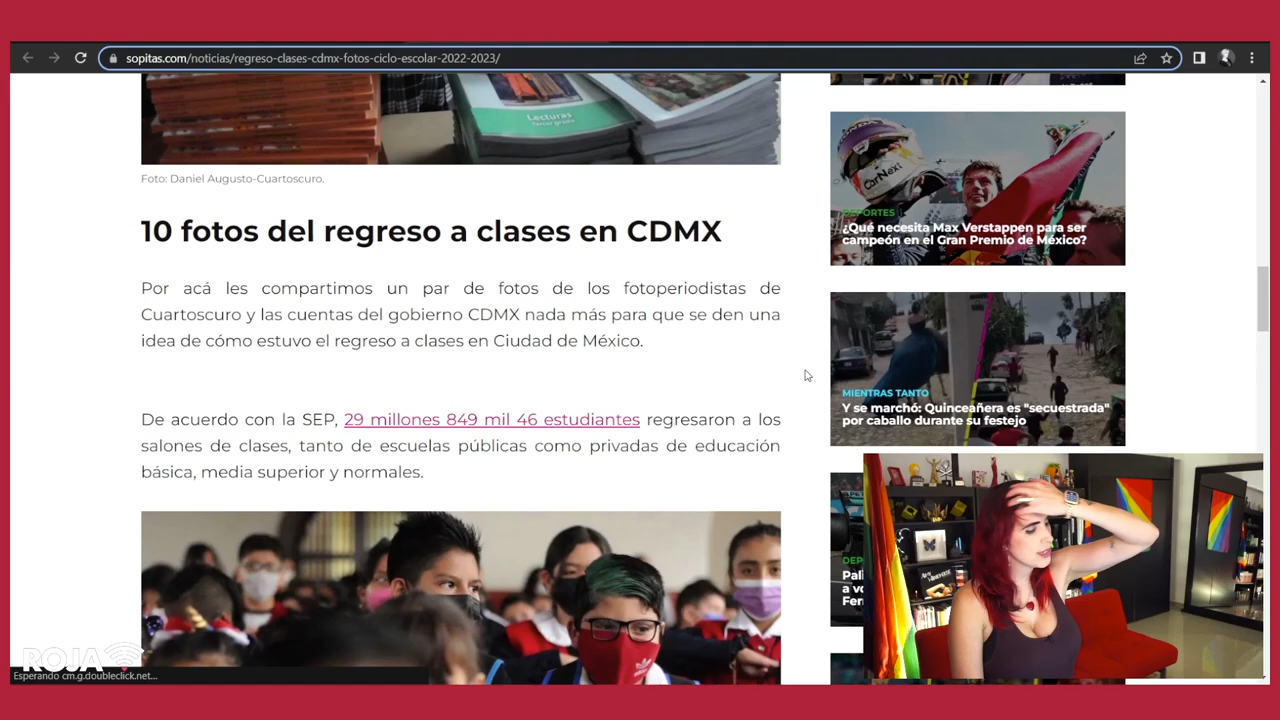 sopitas.com/noticias/regreso-clases-cdmx-fotos-ciclo-escolar-2022-2023/
Lecturas
Tercer grado
Foto: Daniel Augusto-Cuartoscuro.
10 fotos del regreso a clases en CDMX
Por acá les compartimos un par de fotos de los fotoperiodistas de
Cuartoscuro y las cuentas del gobierno CDMX nada más para que se den una
idea de cómo estuvo el regreso a clases en Ciudad de México.
De acuerdo con la SEP, 29 millones 849 mil 46 estudiantes regresaron a los
salones de clases, tanto de escuelas públicas como privadas de educación
básica, media superior y normales.
CarNext
DEPORTES
¿Qué necesita Max Verstappen para ser
campeón en el Gran Premio de México?
MIENTRAS TANTO
Y se marchó: Quinceañera es "secuestrada"
por caballo durante su festejo
DEP
Pali
a vo
Fern
ROJA
Esperando cm.g.doubleclick.net...